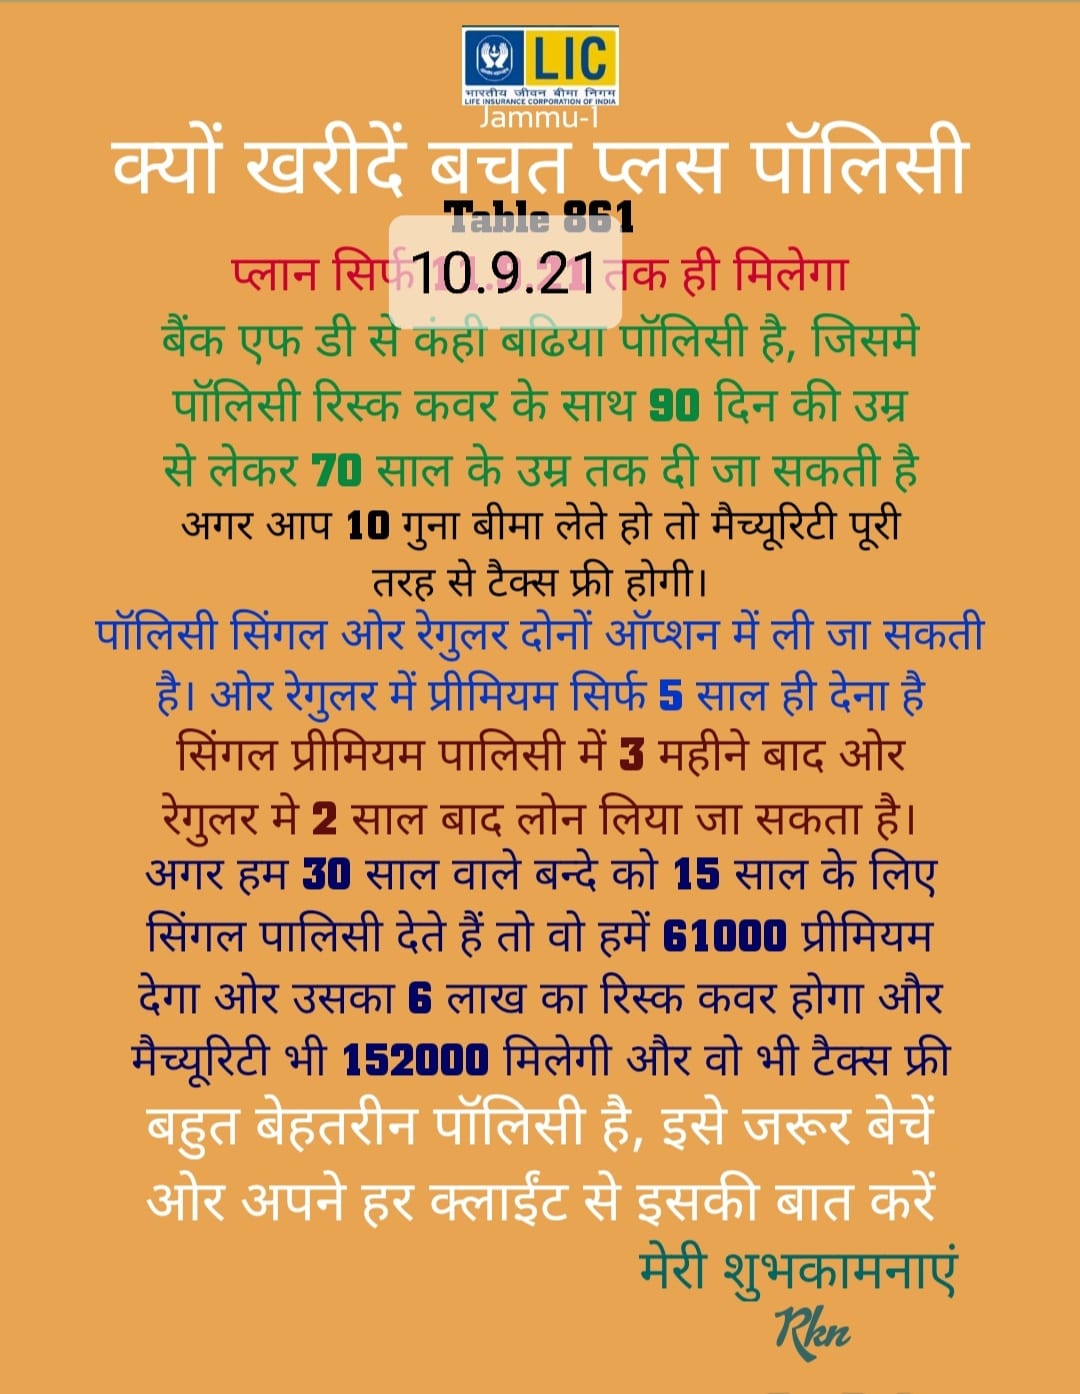 LIC
भारतीय जीवन बीमा निगम
LIFE INSURANCE CORPORATION OF INDIA
Jammu-1
क्यों खरीदें बचत प्लस पॉलिसी
Table 861
प्लान सिर्फ 10.9.21 तक ही मिलेगा
बैंक एफ डी से कंही बढिया पॉलिसी है, जिसमे
पॉलिसी रिस्क कवर के साथ 90 दिन की उम्र
से लेकर 70 साल के उम्र तक दी जा सकती है
अगर आप 10 गुना बीमा लेते हो तो मैच्यूरिटी पूरी
तरह से टैक्स फ्री होगी।
पॉलिसी सिंगल ओर रेगुलर दोनों ऑप्शन में ली जा सकती
है। ओर रेगुलर में प्रीमियम सिर्फ 5 साल ही देना है
सिंगल प्रीमियम पालिसी में 3 महीने बाद ओर
रेगुलर मे 2 साल बाद लोन लिया जा सकता है।
अगर हम 30 साल वाले बन्दे को 15 साल के लिए
सिंगल पालिसी देते हैं तो वो हमें 61000 प्रीमियम
देगा ओर उसका 6 लाख का रिस्क कवर होगा और
मैच्यूरिटी भी 152000 मिलेगी और वो भी टैक्स फ्री
बहुत बेहतरीन पॉलिसी है, इसे जरूर बेचें
ओर अपने हर क्लाईंट से इसकी बात करें
मेरी शुभकामनाएं
Rkn